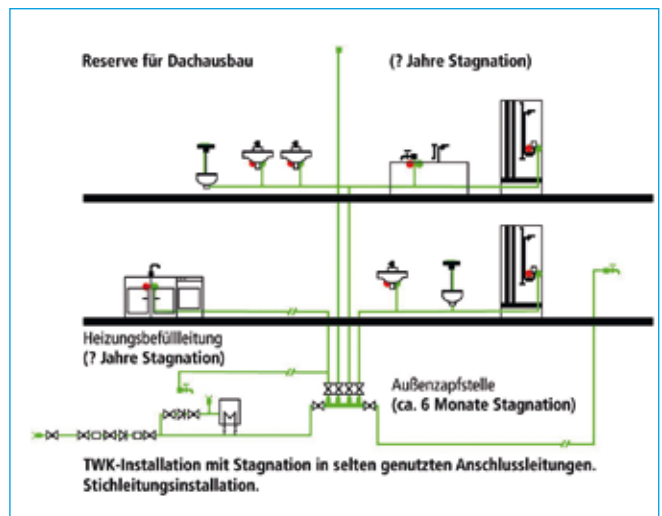 Reserve für Dachausbau
(? Jahre Stagnation)
Heizungsbefüllleitung
(? Jahre Stagnation)
Außenzapfstelle
(ca. 6 Monate Stagnation)
TWK-Installation mit Stagnation in selten genutzten Anschlussleitungen.
Stichleitungsinstallation.